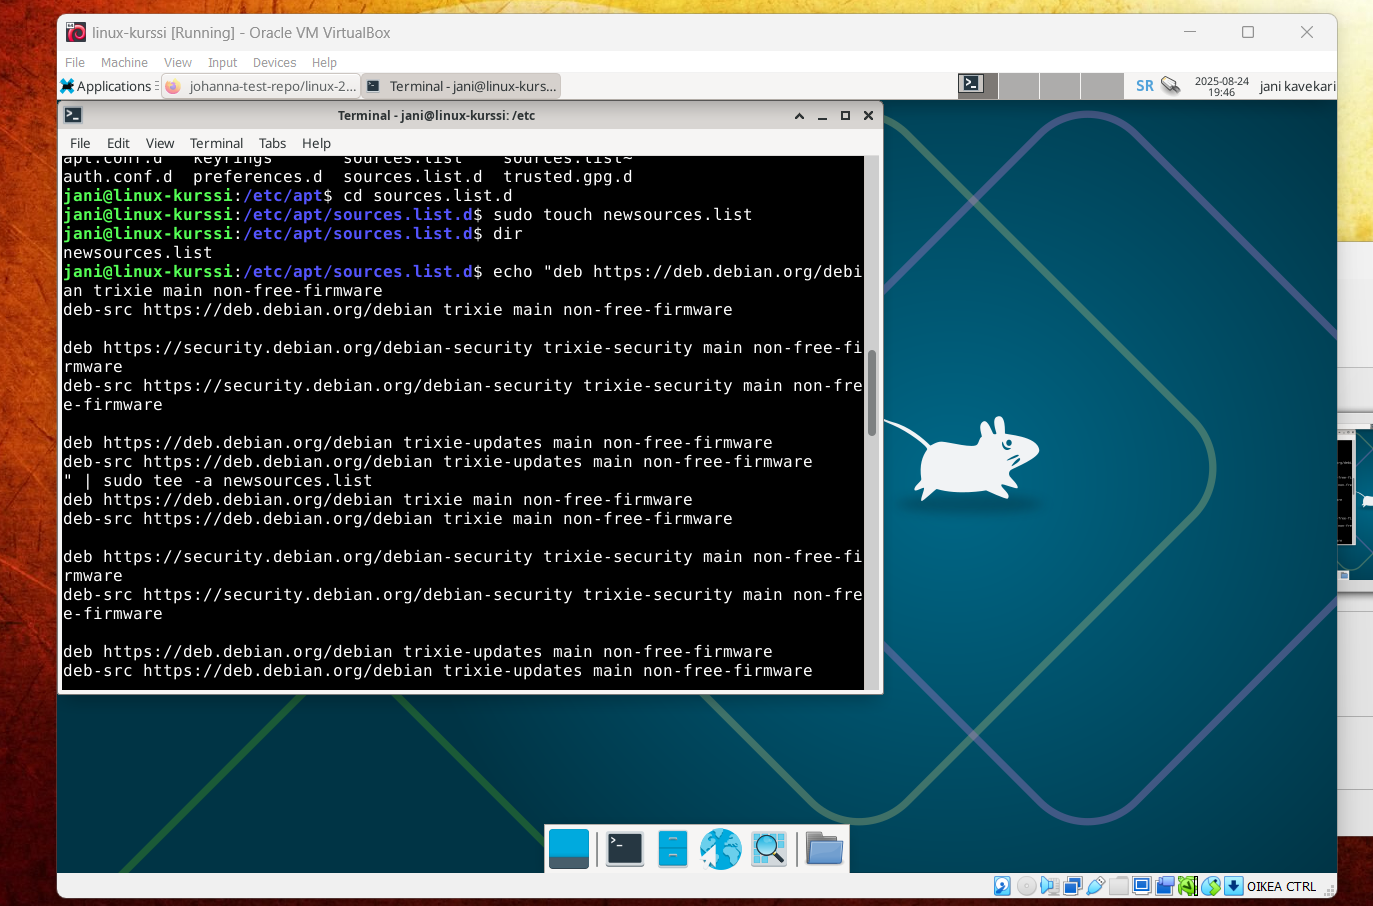 linux-kurssi [Running] - Oracle VM VirtualBox
File Machine View Input Devices Help
Applications johanna-test-repo/linux-2... Terminal - jani@linux-kurs... SR 2025-08-24 jani kavekari
19:46
Terminal - jani@linux-kurssi: /etc
File Edit View Terminal Tabs Help
apt.conf.d keyrings sources.list sources.list~
auth.conf.d preferences.d sources.list.d trusted.gpg.d
jani@linux-kurssi:/etc/apt$ cd sources.list.d
jani@linux-kurssi:/etc/apt/sources.list.d$ sudo touch newsources.list
jani@linux-kurssi:/etc/apt/sources.list.d$ dir
newsources.list
jani@linux-kurssi:/etc/apt/sources.list.d$ echo "deb https://deb.debian.org/debi
an trixie main non-free-firmware
deb-src https://deb.debian.org/debian trixie main non-free-firmware
deb https://security.debian.org/debian-security trixie-security main non-free-fi
rmware
deb-src https://security.debian.org/debian-security trixie-security main non-fre
e-firmware
deb https://deb.debian.org/debian trixie-updates main non-free-firmware
deb-src https://deb.debian.org/debian trixie-updates main non-free-firmware
" | sudo tee -a newsources.list
deb https://deb.debian.org/debian trixie main non-free-firmware
deb-src https://deb.debian.org/debian trixie main non-free-firmware
deb https://security.debian.org/debian-security trixie-security main non-free-fi
rmware
deb-src https://security.debian.org/debian-security trixie-security main non-fre
e-firmware
deb https://deb.debian.org/debian trixie-updates main non-free-firmware
deb-src https://deb.debian.org/debian trixie-updates main non-free-firmware
OIKEA CTRL